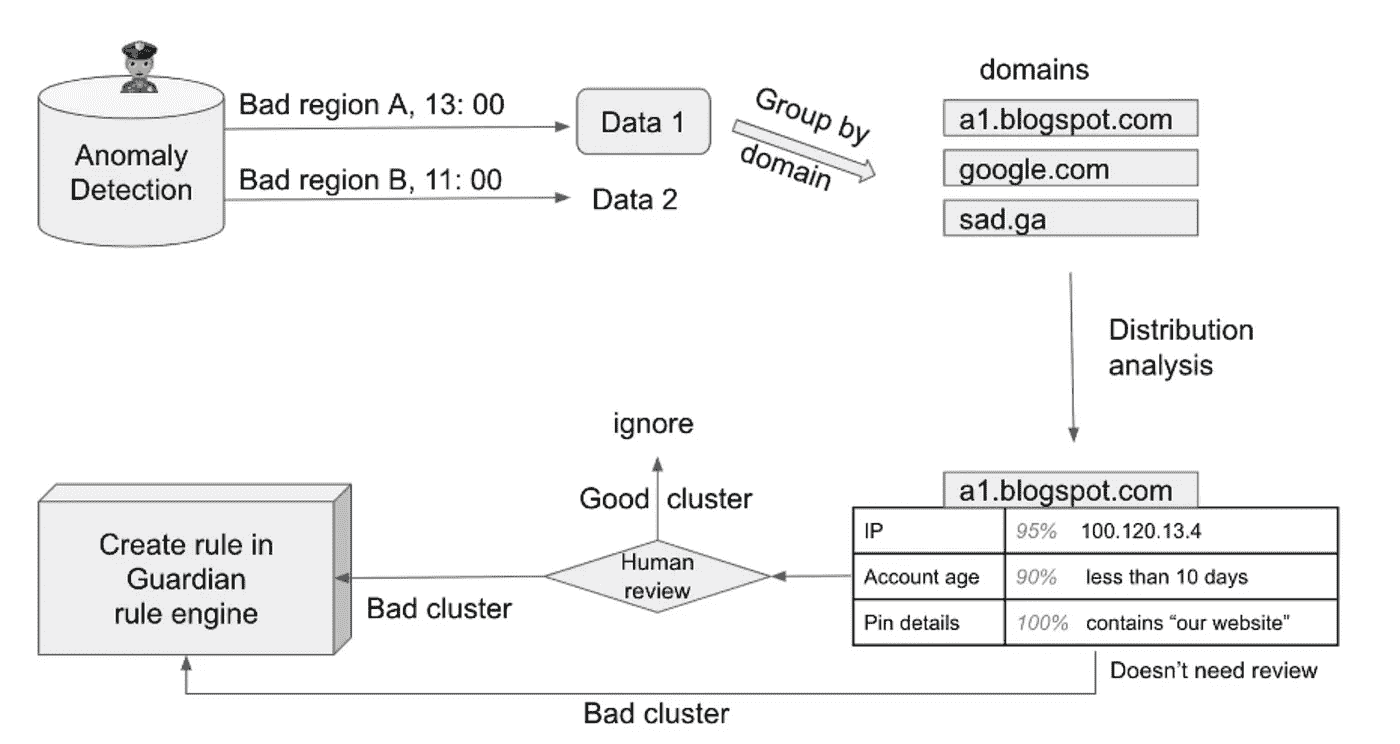 domains
Bad region A, 13: 00
Data 1
Group by
domain
a1.blogspot.com
google.com
sad.ga
Anomaly
Detection
Bad region B, 11: 00
Data 2
Distribution
analysis
ignore
Good cluster
a1.blogspot.com
IP 95% 100.120.13.4
Account age 90% less than 10 days
Pin details 100% contains “our website”
Human
review
Create rule in
Guardian
rule engine
Bad cluster
Doesn’t need review
Bad cluster